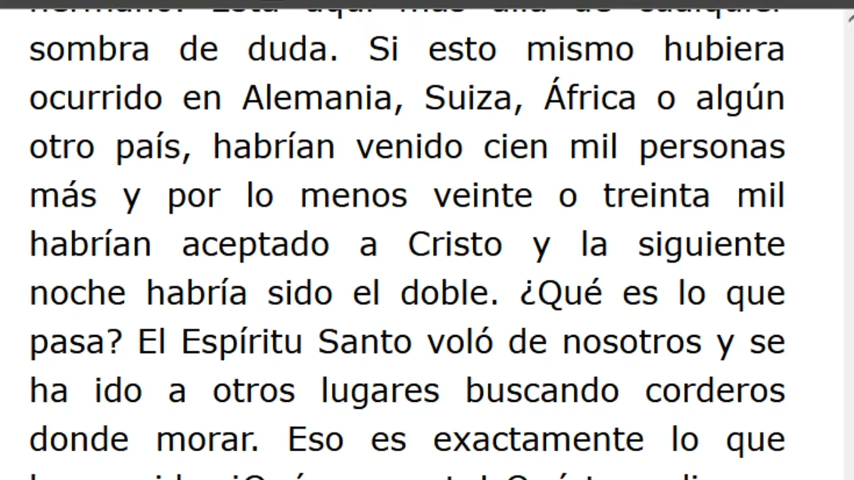 sombra de duda. Si esto mismo hubiera
ocurrido en Alemania, Suiza, África o algún
otro país, habrían venido cien mil personas
más y por lo menos veinte o treinta mil
habrían aceptado a Cristo y la siguiente
noche habría sido el doble. ¿Qué es lo que
pasa? El Espíritu Santo voló de nosotros y se
ha ido a otros lugares buscando corderos
donde morar. Eso es exactamente lo que